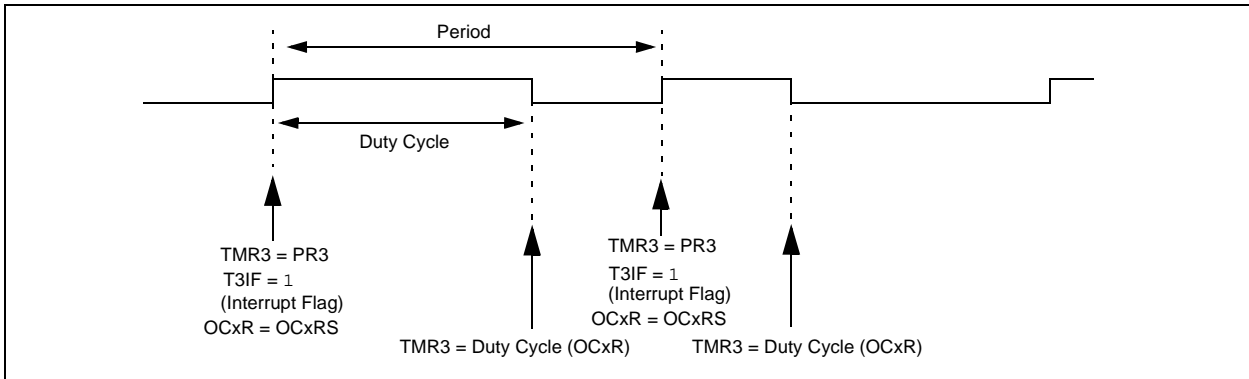 Period
Duty Cycle
TMR3 = PR3
T3IF = 1
(Interrupt Flag)
OCxR = OCxRS
TMR3 = Duty Cycle (OCxR)
TMR3 = PR3
T3IF = 1
(Interrupt Flag)
OCxR = OCxRS
TMR3 = Duty Cycle (OCxR)